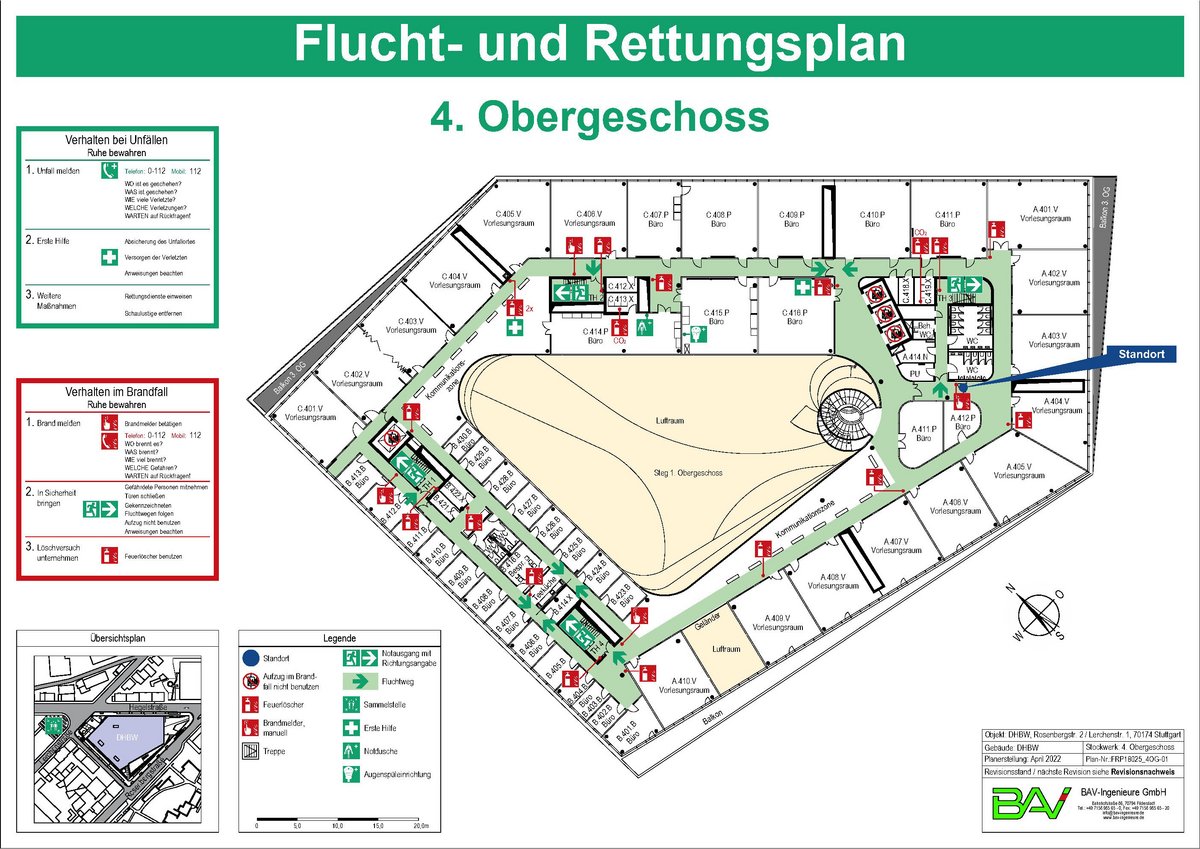 Flucht- und Rettungsplan
4. Obergeschoss
Verhalten bei Unfällen
Ruhe bewahren
1. Unfall melden
Telefon: 0-112 Mobil: 112
WO ist es geschehen?
WAS ist geschehen?
WIE viele Verletzte?
WELCHE Verletzungen?
WARTEN auf Rückfragen!
2. Erste Hilfe
Absicherung des Unfallortes
Versorgen der Verletzten
Anweisungen beachten
3. Weitere
Maßnahmen
Rettungsdienste einweisen
Schaulustige entfernen
Verhalten im Brandfall
Ruhe bewahren
1. Brand melden
Brandmelder betätigen
Telefon: 0-112 Mobil: 112
WO brennt es?
WAS brennt?
WIE viel brennt?
WELCHE Gefahren?
WARTEN auf Rückfragen!
2. In Sicherheit
bringen
Gefährdete Personen mitnehmen
Türen schließen
Gekennzeichneten
Fluchtwegen folgen
Aufzug nicht benutzen
Anweisungen beachten
3. Löschversuch
unternehmen
Feuerlöscher benutzen
Übersichtsplan
Hegelstraße
DHBW
Legende
Standort
Aufzug im Brand-
fall nicht benutzen
Feuerlöscher
Brandmelder,
manuell
Treppe
Notausgang mit
Richtungsangabe
Fluchtweg
Sammelstelle
Erste Hilfe
Notdusche
Augenspüleinrichtung
0 5,0 10,0 15,0 20,0m
C.405.V
Vorlesungsraum
C.406.V
Vorlesungsraum
C.407.P
Büro
C.408.P
Büro
C.409.P
Büro
C.410.P
Büro
C.411.P
Büro
A.401.V
Vorlesungsraum
Balkon 3. OG
A.402.V
Vorlesungsraum
A.403.V
Vorlesungsraum
Standort
A.404.V
Vorlesungsraum
A.405.V
Vorlesungsraum
A.406.V
Vorlesungsraum
A.407.V
Vorlesungsraum
A.408.V
Vorlesungsraum
A.409.V
Vorlesungsraum
A.410.V
Vorlesungsraum
Geländer
Luftraum
Balkon
C.404.V
Vorlesungsraum
C.403.V
Vorlesungsraum
C.402.V
Vorlesungsraum
C.401.V
Vorlesungsraum
Balkon 3. OG
Kommunikations-
zone
2x
TH 2
C.412.X
C.413.X
CO₂
C.414.P
Büro
C.415.P
Büro
C.416.P
Büro
CO₂
C.418.X
C.419.X
TH 3
Beh.
WC
A.414.N
PU
WC
WC
A.411.P
Büro
A.412.P
Büro
Luftraum
Steg 1. Obergeschoss
Kommunikationszone
B.430.B
Büro
B.429.B
Büro
B.428.B
Büro
B.427.B
Büro
B.426.B
Büro
B.425.B
Büro
B.424.B
Büro
B.423.B
Büro
TH 1
B.422.X
B.421.X
Teeküche
B.414.X
TH 4
B.413.B
Büro
B.412.B
B.411.B
B.410.B
Büro
B.409.B
Büro
B.408.B
Büro
B.407.B
Büro
B.406.B
Büro
B.405.B
Büro
B.404.B
Büro
B.403.B
Büro
B.402.B
Büro
B.401.B
Büro
N
O
S
W
Objekt: DHBW, Rosenbergstr. 2 / Lerchenstr. 1, 70174 Stuttgart
Gebäude: DHBW
Stockwerk: 4. Obergeschoss
Planerstellung: April 2022
Plan-Nr.:FRP18025_4OG-01
Revisionsstand / nächste Revision siehe Revisionsnachweis
BAV
BAV-Ingenieure GmbH